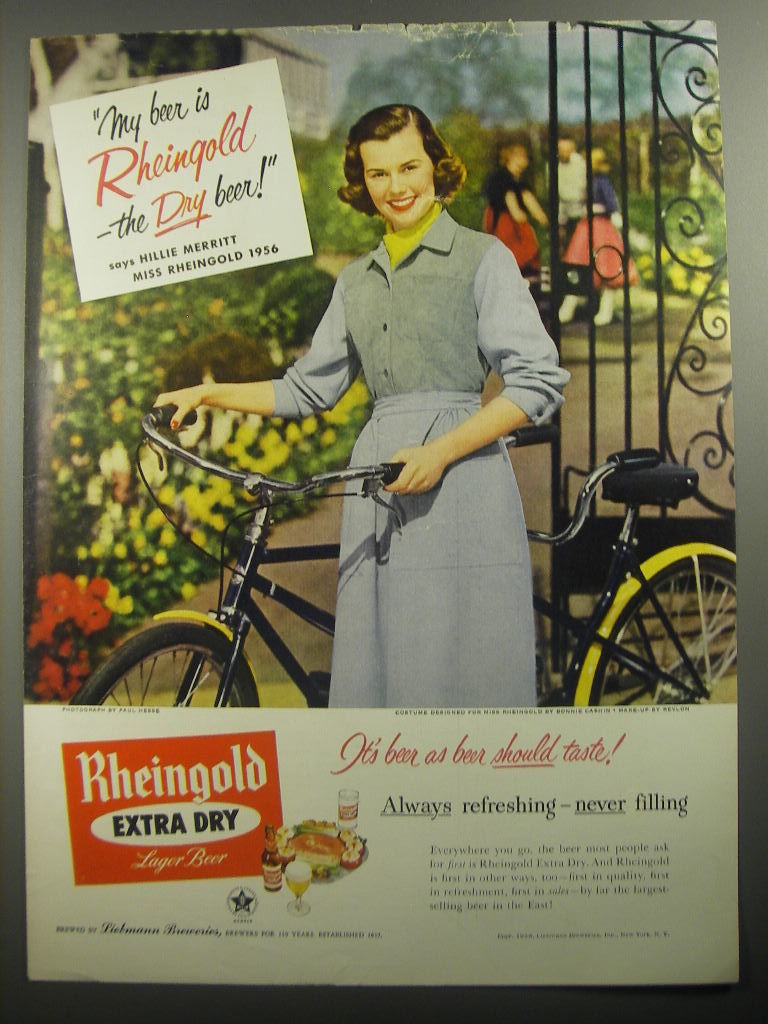 "My beer is
Rheingold
—the Dry beer!"
says HILLIE MERRITT
MISS RHEINGOLD 1956
PHOTOGRAPH BY PAUL HESSE
COSTUME DESIGNED FOR MISS RHEINGOLD BY BONNIE CASHIN • MAKE-UP BY REVLON
Rheingold
EXTRA DRY
Lager Beer
It's beer as beer should taste!
Always refreshing—never filling
Everywhere you go, the beer most people ask
for first is Rheingold Extra Dry. And Rheingold
is first in other ways, too—first in quality, first
in refreshment, first in sales—by far the largest-
selling beer in the East!
BREWED BY Liebmann Breweries, BREWERS FOR 119 YEARS. ESTABLISHED 1837.
Liebmann Breweries, Inc., New York, N. Y.